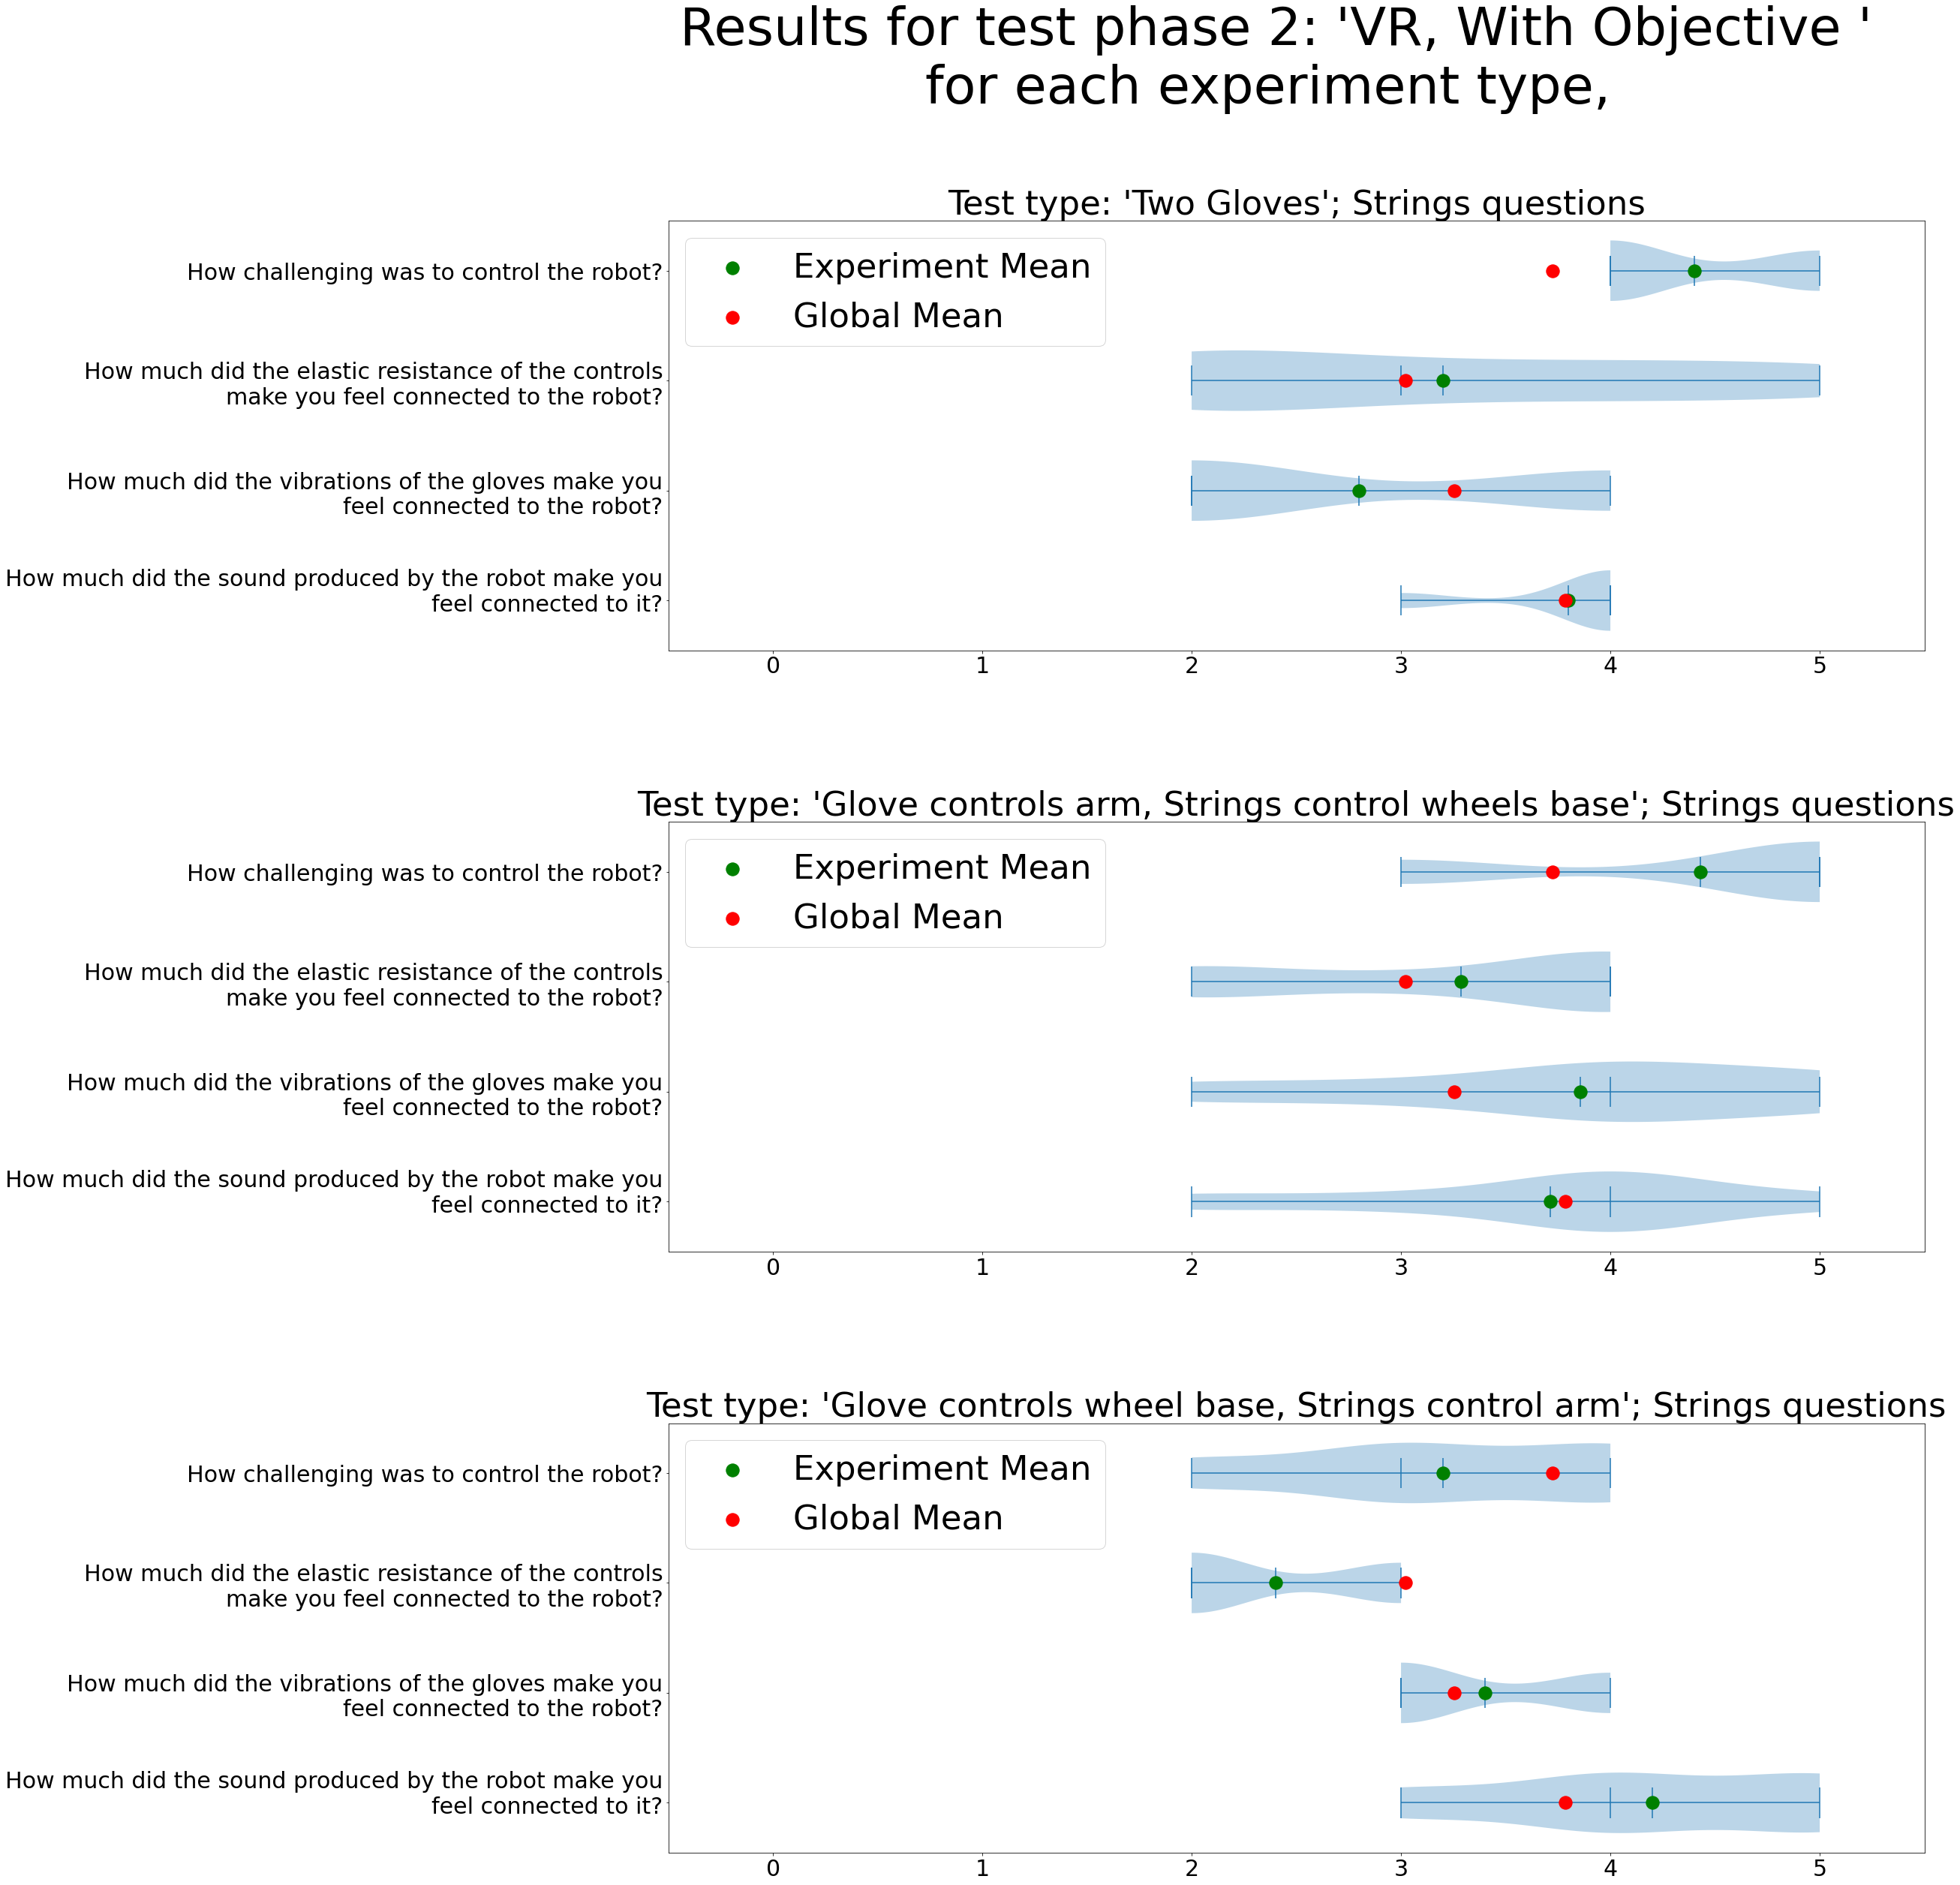 Results for test phase 2: 'VR, With Objective '
for each experiment type,
Test type: 'Two Gloves'; Strings questions
Experiment Mean
Global Mean
How challenging was to control the robot?
How much did the elastic resistance of the controls
make you feel connected to the robot?
How much did the vibrations of the gloves make you
feel connected to the robot?
How much did the sound produced by the robot make you
feel connected to it?
0 1 2 3 4 5
Test type: 'Glove controls arm, Strings control wheels base'; Strings questions
Experiment Mean
Global Mean
How challenging was to control the robot?
How much did the elastic resistance of the controls
make you feel connected to the robot?
How much did the vibrations of the gloves make you
feel connected to the robot?
How much did the sound produced by the robot make you
feel connected to it?
0 1 2 3 4 5
Test type: 'Glove controls wheel base, Strings control arm'; Strings questions
Experiment Mean
Global Mean
How challenging was to control the robot?
How much did the elastic resistance of the controls
make you feel connected to the robot?
How much did the vibrations of the gloves make you
feel connected to the robot?
How much did the sound produced by the robot make you
feel connected to it?
0 1 2 3 4 5